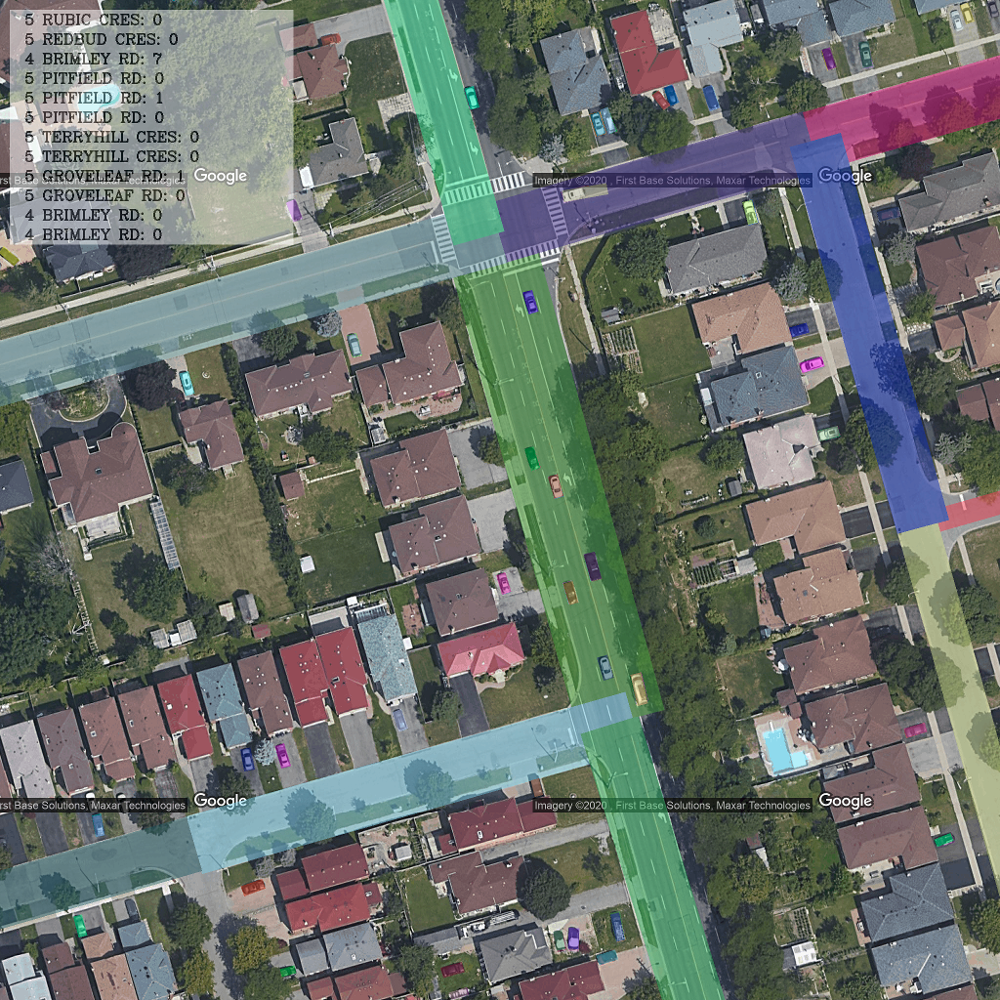 5 RUBIC CRES: 0
5 REDBUD CRES: 0
4 BRIMLEY RD: 7
5 PITFIELD RD: 0
5 PITFIELD RD: 1
5 PITFIELD RD: 0
5 TERRYHILL CRES: 0
5 TERRYHILL CRES: 0
5 GROVELEAF RD: 1
5 GROVELEAF RD: 0
4 BRIMLEY RD: 0
4 BRIMLEY RD: 0
rst Base Solutions, Maxar Technologies Google Imagery ©2020 , First Base Solutions, Maxar Technologies Google
rst Base Solutions, Maxar Technologies Google Imagery ©2020 , First Base Solutions, Maxar Technologies Google